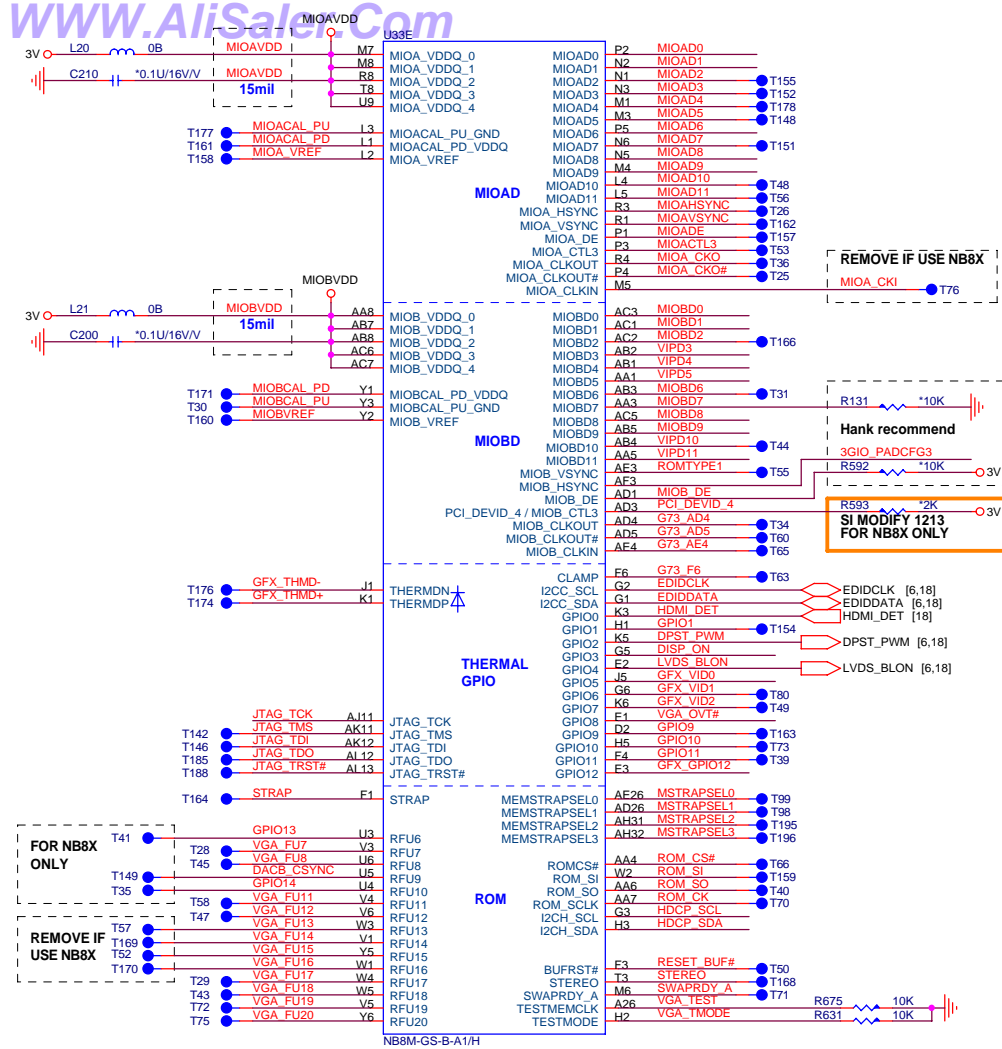 WWW.AliSaler.Com
MIOAVDD
U33E
3V L20 0B MIOAVDD
C210 *0.1U/16V/V MIOAVDD
15mil
M7 MIOA_VDDQ_0
M8 MIOA_VDDQ_1
R8 MIOA_VDDQ_2
T8 MIOA_VDDQ_3
U9 MIOA_VDDQ_4
T177 MIOACAL_PU L3 MIOACAL_PU_GND
T161 MIOACAL_PD L1 MIOACAL_PD_VDDQ
T158 MIOA_VREF L2 MIOA_VREF
MIOAD
MIOAD0 P2 MIOAD0
MIOAD1 N2 MIOAD1
MIOAD2 N1 MIOAD2 T155
MIOAD3 N3 MIOAD3 T152
MIOAD4 M1 MIOAD4 T178
MIOAD5 M3 MIOAD5 T148
MIOAD6 P5 MIOAD6
MIOAD7 N6 MIOAD7 T151
MIOAD8 N5 MIOAD8
MIOAD9 M4 MIOAD9
MIOAD10 L4 MIOAD10 T48
MIOAD11 L5 MIOAD11 T56
MIOA_HSYNC R3 MIOAHSYNC T26
MIOA_VSYNC R1 MIOAVSYNC T162
MIOA_DE P1 MIOADE T157
MIOA_CTL3 P3 MIOACTL3 T53
MIOA_CLKOUT R4 MIOA_CKO T36
MIOA_CLKOUT# P4 MIOA_CKO# T25
MIOA_CLKIN M5 MIOA_CKI T76
REMOVE IF USE NB8X
MIOBVDD
3V L21 0B MIOBVDD
15mil
C200 *0.1U/16V/V
AA8 MIOB_VDDQ_0
AB7 MIOB_VDDQ_1
AB8 MIOB_VDDQ_2
AC6 MIOB_VDDQ_3
AC7 MIOB_VDDQ_4
T171 MIOBCAL_PD Y1 MIOBCAL_PD_VDDQ
T30 MIOBCAL_PU Y3 MIOBCAL_PU_GND
T160 MIOBVREF Y2 MIOB_VREF
MIOBD
MIOBD0 AC3 MIOBD0
MIOBD1 AC1 MIOBD1
MIOBD2 AC2 MIOBD2 T166
MIOBD3 AB2 VIPD3
MIOBD4 AB1 VIPD4
MIOBD5 AA1 VIPD5
MIOBD6 AB3 MIOBD6 T31
MIOBD7 AA3 MIOBD7 R131 *10K
MIOBD8 AC5 MIOBD8
MIOBD9 AB5 MIOBD9
MIOBD10 AB4 VIPD10 T44
MIOBD11 AA5 VIPD11
MIOB_VSYNC AE3 ROMTYPE1 T55
MIOB_HSYNC AF3 3GIO_PADCFG3
MIOB_DE AD1 MIOB_DE R592 *10K 3V
PCI_DEVID_4 / MIOB_CTL3 AD3 PCI_DEVID_4 R593 *2K 3V
MIOB_CLKOUT AD4 G73_AD4 T34
MIOB_CLKOUT# AD5 G73_AD5 T60
MIOB_CLKIN AE4 G73_AE4 T65
Hank recommend
SI MODIFY 1213
FOR NB8X ONLY
T176 GFX_THMD- J1 THERMDN
T174 GFX_THMD+ K1 THERMDP
THERMAL
GPIO
CLAMP F6 G73_F6 T63
I2CC_SCL G2 EDIDCLK EDIDCLK [6,18]
I2CC_SDA G1 EDIDDATA EDIDDATA [6,18]
GPIO0 K3 HDMI_DET HDMI_DET [18]
GPIO1 H1 GPIO1 T154
GPIO2 K5 DPST_PWM DPST_PWM [6,18]
GPIO3 G5 DISP_ON
GPIO4 E2 LVDS_BLON LVDS_BLON [6,18]
GPIO5 J5 GFX_VID0
GPIO6 G6 GFX_VID1 T80
GPIO7 K6 GFX_VID2 T49
GPIO8 E1 VGA_OVT#
GPIO9 D2 GPIO9 T163
GPIO10 H5 GPIO10 T73
GPIO11 F4 GPIO11 T39
GPIO12 E3 GFX_GPIO12
JTAG_TCK AJ11 JTAG_TCK
T142 JTAG_TMS AK11 JTAG_TMS
T146 JTAG_TDI AK12 JTAG_TDI
T185 JTAG_TDO AL12 JTAG_TDO
T188 JTAG_TRST# AL13 JTAG_TRST#
T164 STRAP F1 STRAP
MEMSTRAPSEL0 AE26 MSTRAPSEL0 T99
MEMSTRAPSEL1 AD26 MSTRAPSEL1 T98
MEMSTRAPSEL2 AH31 MSTRAPSEL2 T195
MEMSTRAPSEL3 AH32 MSTRAPSEL3 T196
FOR NB8X
ONLY
T41 GPIO13 U3 RFU6
T28 VGA_FU7 V3 RFU7
T45 VGA_FU8 U6 RFU8
T149 DACB_CSYNC U5 RFU9
T35 GPIO14 U4 RFU10
T58 VGA_FU11 V4 RFU11
T47 VGA_FU12 V6 RFU12
T57 VGA_FU13 W3 RFU13
T169 VGA_FU14 V1 RFU14
T52 VGA_FU15 Y5 RFU15
T170 VGA_FU16 W1 RFU16
T29 VGA_FU17 W4 RFU17
T43 VGA_FU18 W5 RFU18
T72 VGA_FU19 V5 RFU19
T75 VGA_FU20 Y6 RFU20
REMOVE IF
USE NB8X
ROM
ROMCS# AA4 ROM_CS# T66
ROM_SI W2 ROM_SI T159
ROM_SO AA6 ROM_SO T40
ROM_SCLK AA7 ROM_CK T70
I2CH_SCL G3 HDCP_SCL
I2CH_SDA H3 HDCP_SDA
BUFRST# F3 RESET_BUF# T50
STEREO T3 STEREO T168
SWAPRDY_A M6 SWAPRDY_A T71
TESTMEMCLK A26 VGA_TEST R675 10K
TESTMODE H2 VGA_TMODE R631 10K
NB8M-GS-B-A1/H